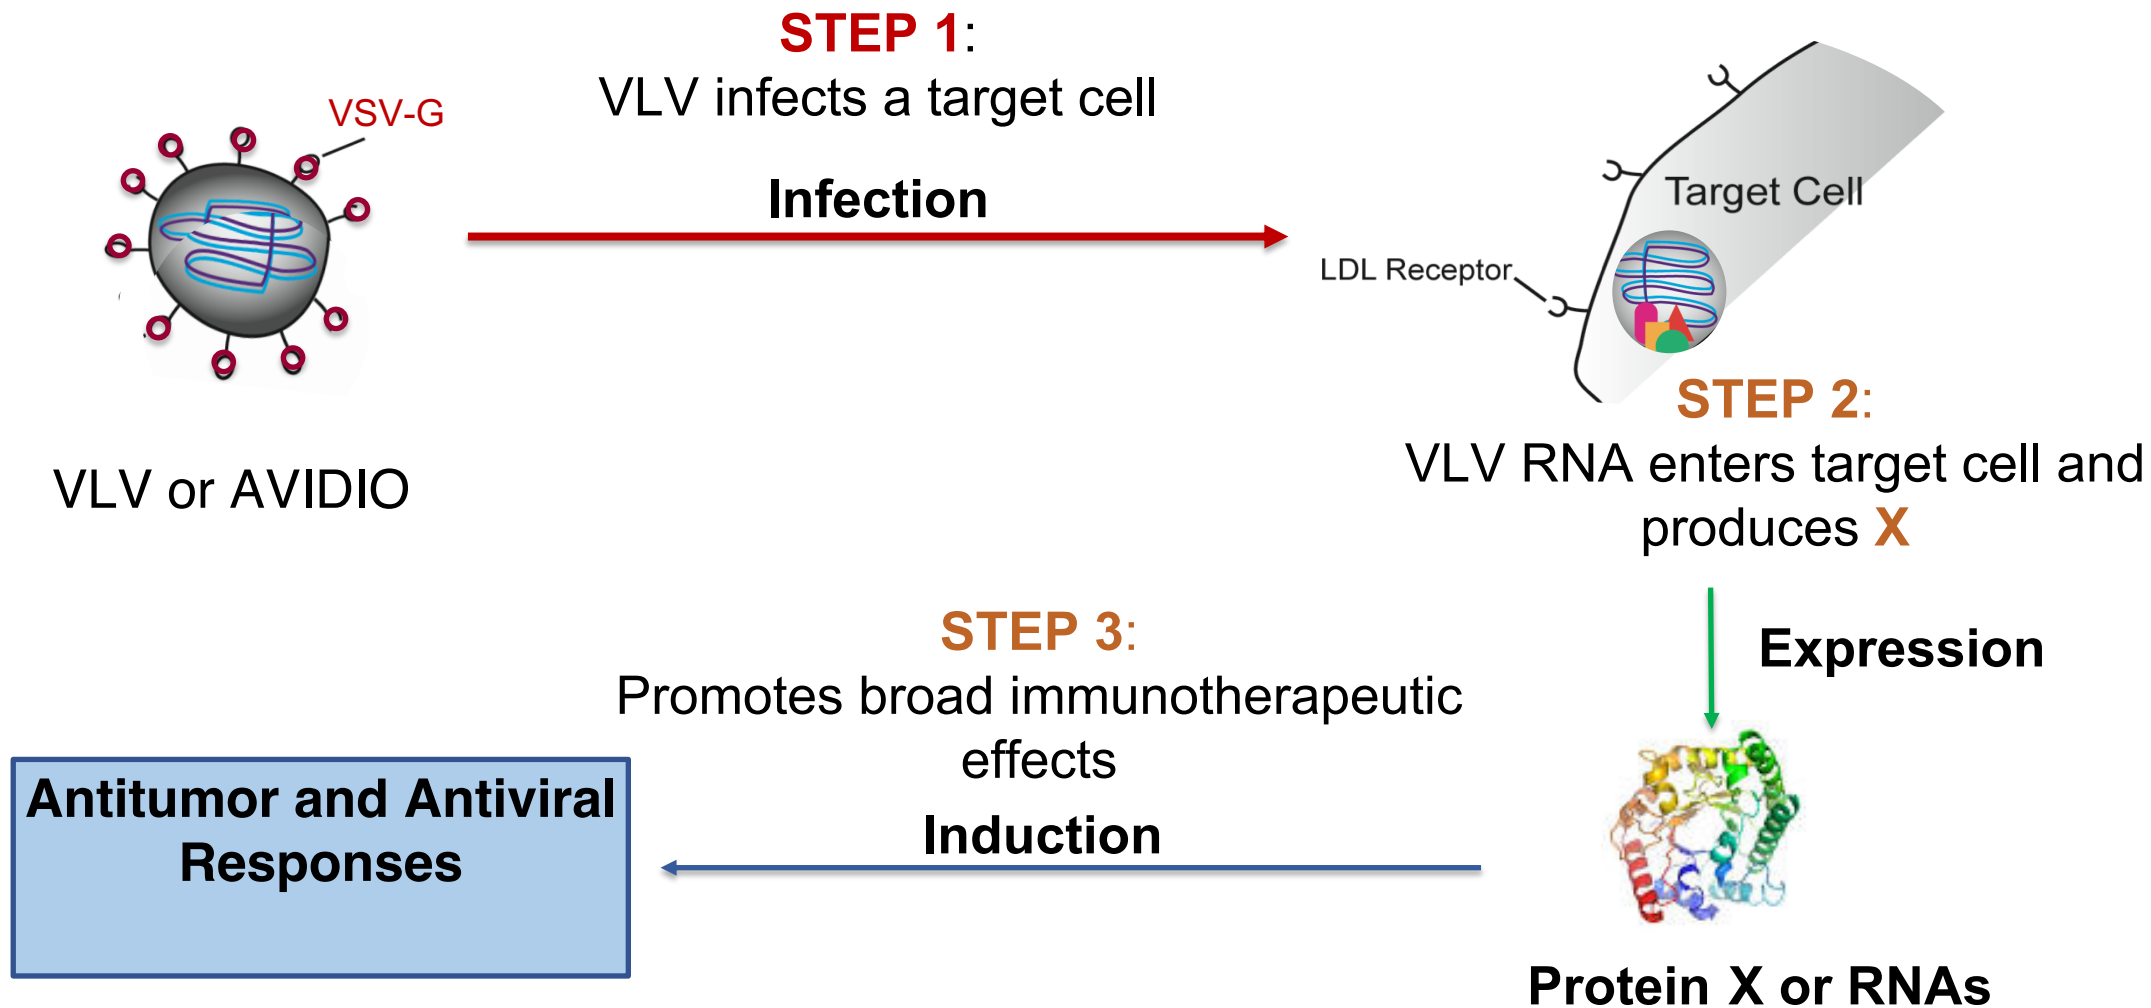 STEP 1:
VLV infects a target cell
VSV-G
Infection
Target Cell
LDL Receptor
VLV or AVIDIO
STEP 2:
VLV RNA enters target cell and
produces X
Expression
STEP 3:
Promotes broad immunotherapeutic
effects
Induction
Antitumor and Antiviral
Responses
Protein X or RNAs